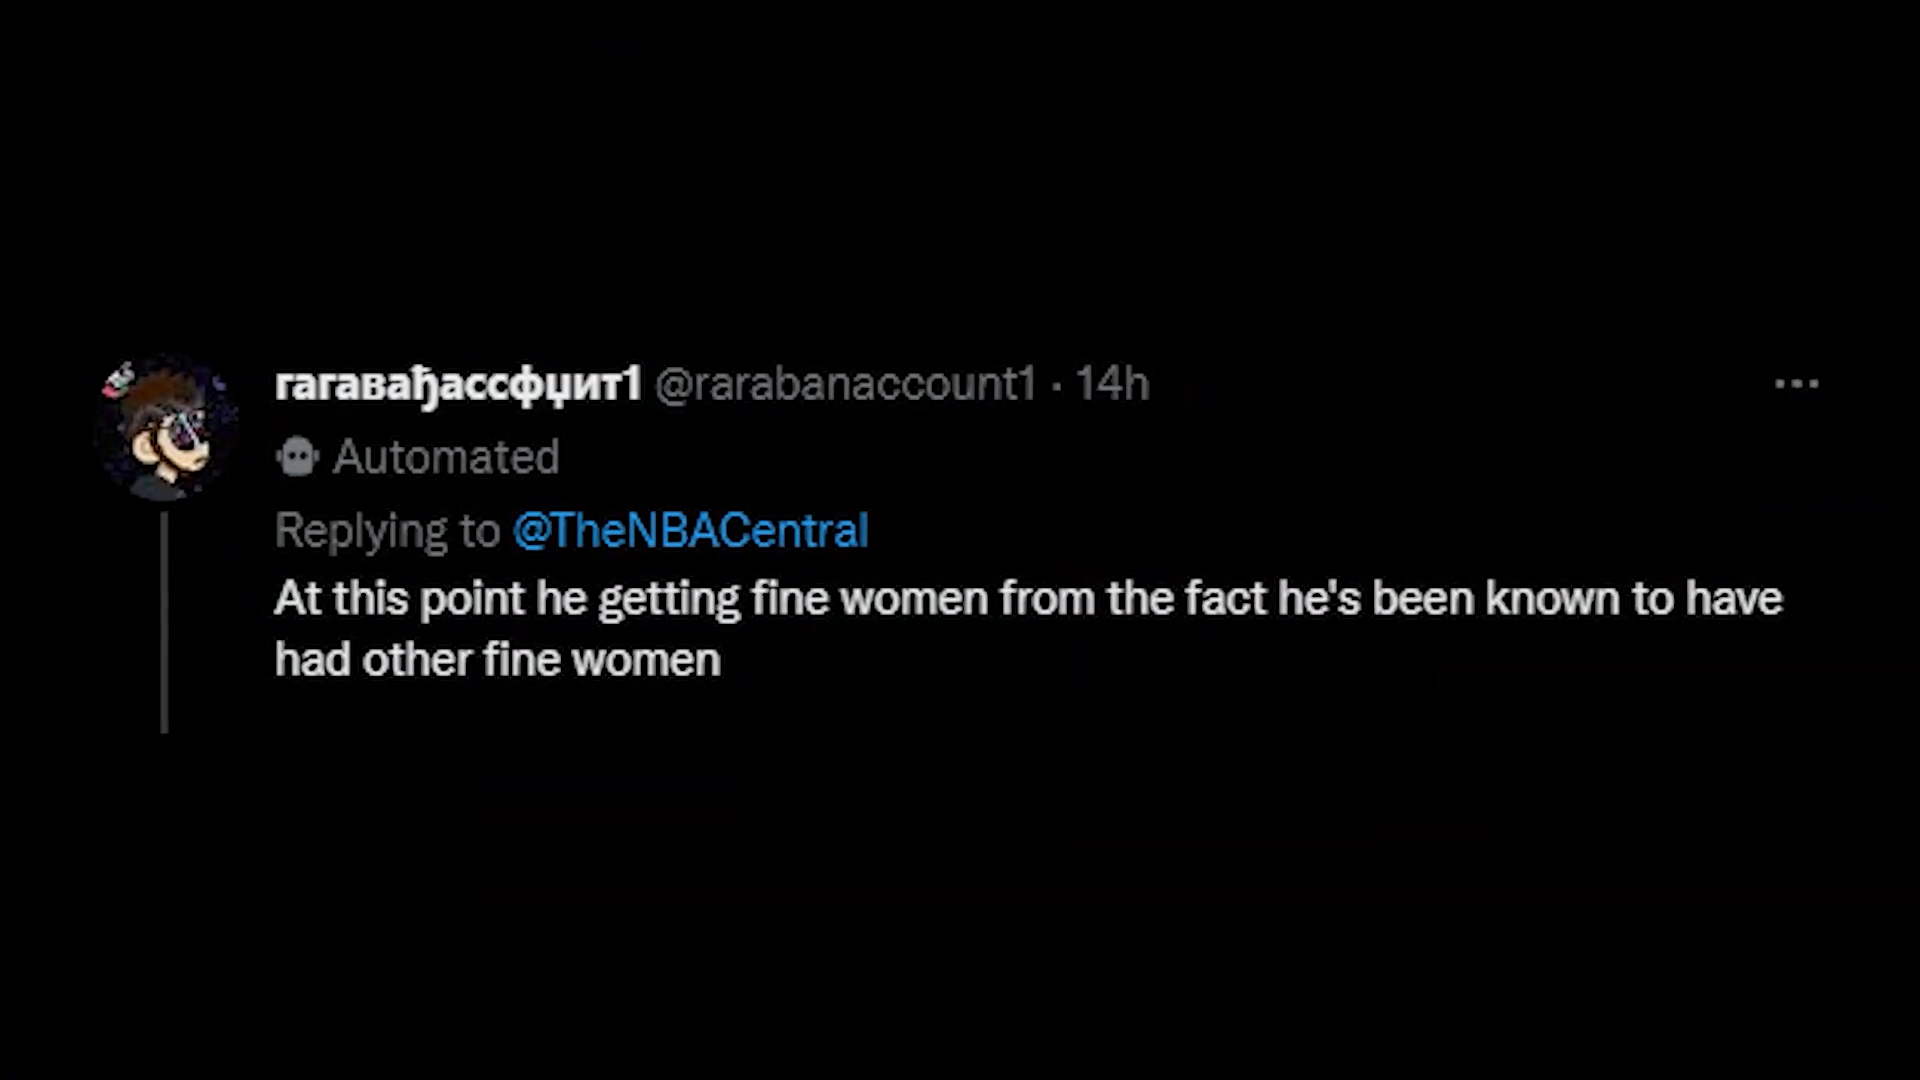 гагавађассфџит1 @rarabanaccount1 · 14h
Automated
Replying to @TheNBACentral
At this point he getting fine women from the fact he's been known to have
had other fine women